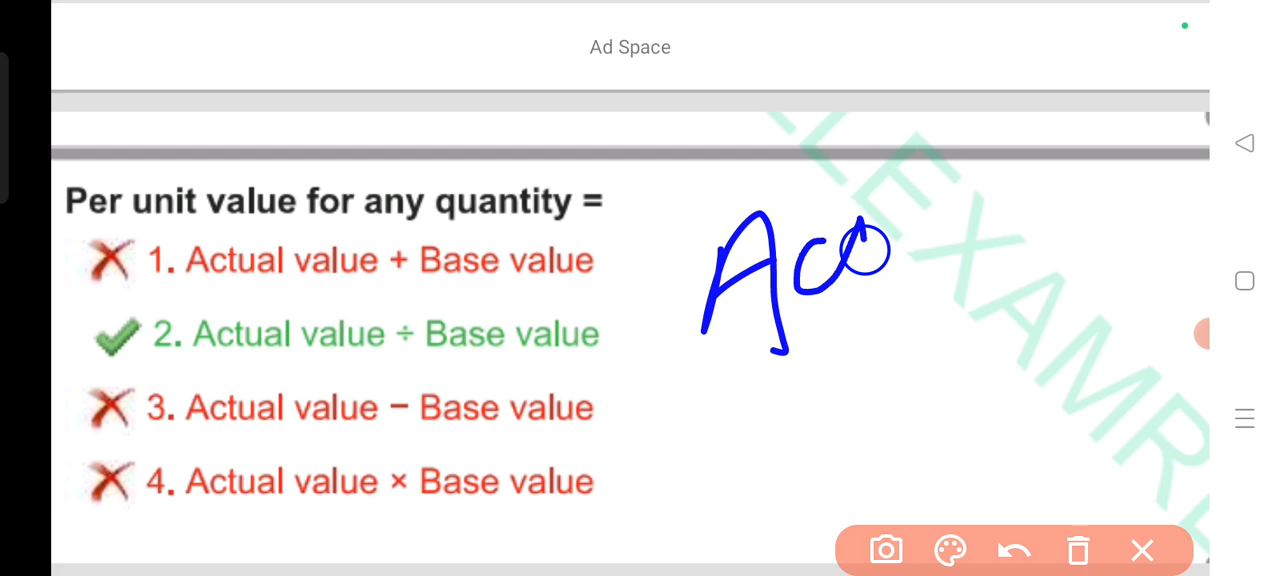 Ad Space
Per unit value for any quantity =
1. Actual value + Base value
2. Actual value ÷ Base value
3. Actual value − Base value
4. Actual value × Base value